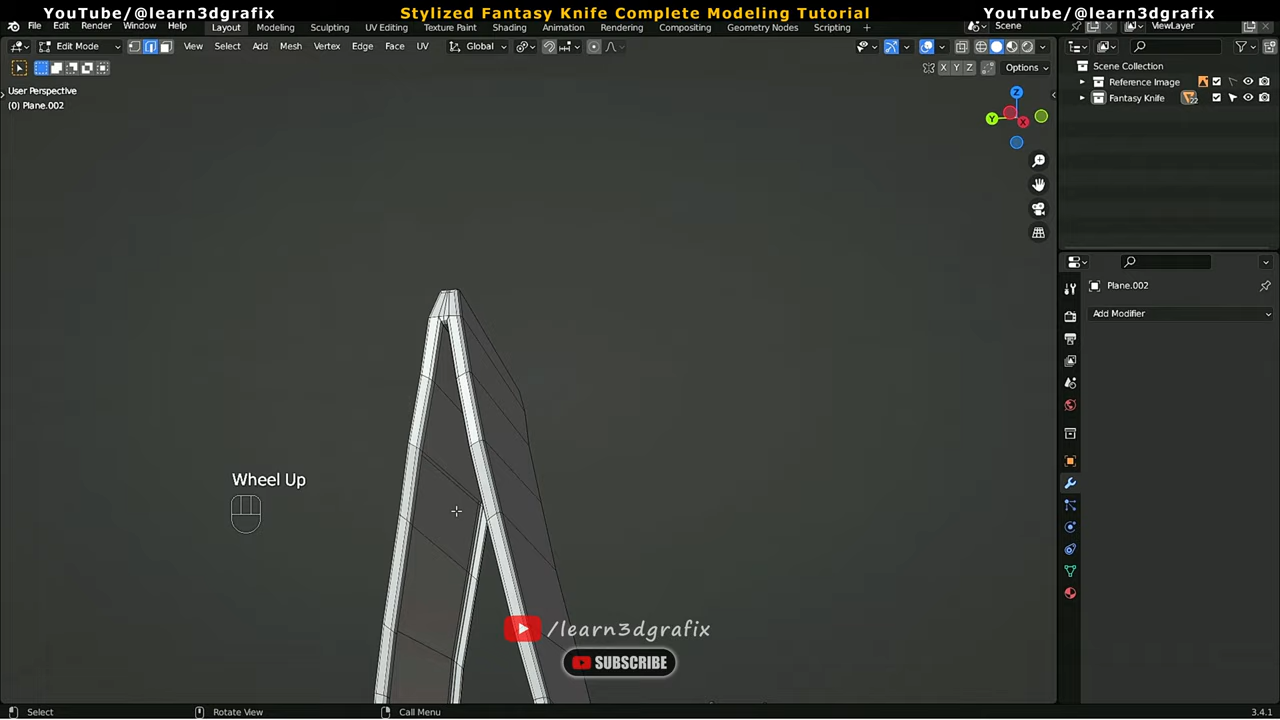 YouTube/@learn3dgrafix
Stylized Fantasy Knife Complete Modeling Tutorial
YouTube/@learn3dgrafix
File Edit Render Window Help Layout Modeling Sculpting UV Editing Texture Paint Shading Animation Rendering Compositing Geometry Nodes Scripting +
Scene
ViewLayer
Edit Mode View Select Add Mesh Vertex Edge Face UV Global
X Y Z Options
User Perspective
(0) Plane.002
Scene Collection
Reference Image
Fantasy Knife
22
Z
Y
X
Plane.002
Add Modifier
Wheel Up
/learn3dgrafix
SUBSCRIBE
Select
Rotate View
Call Menu
3.4.1